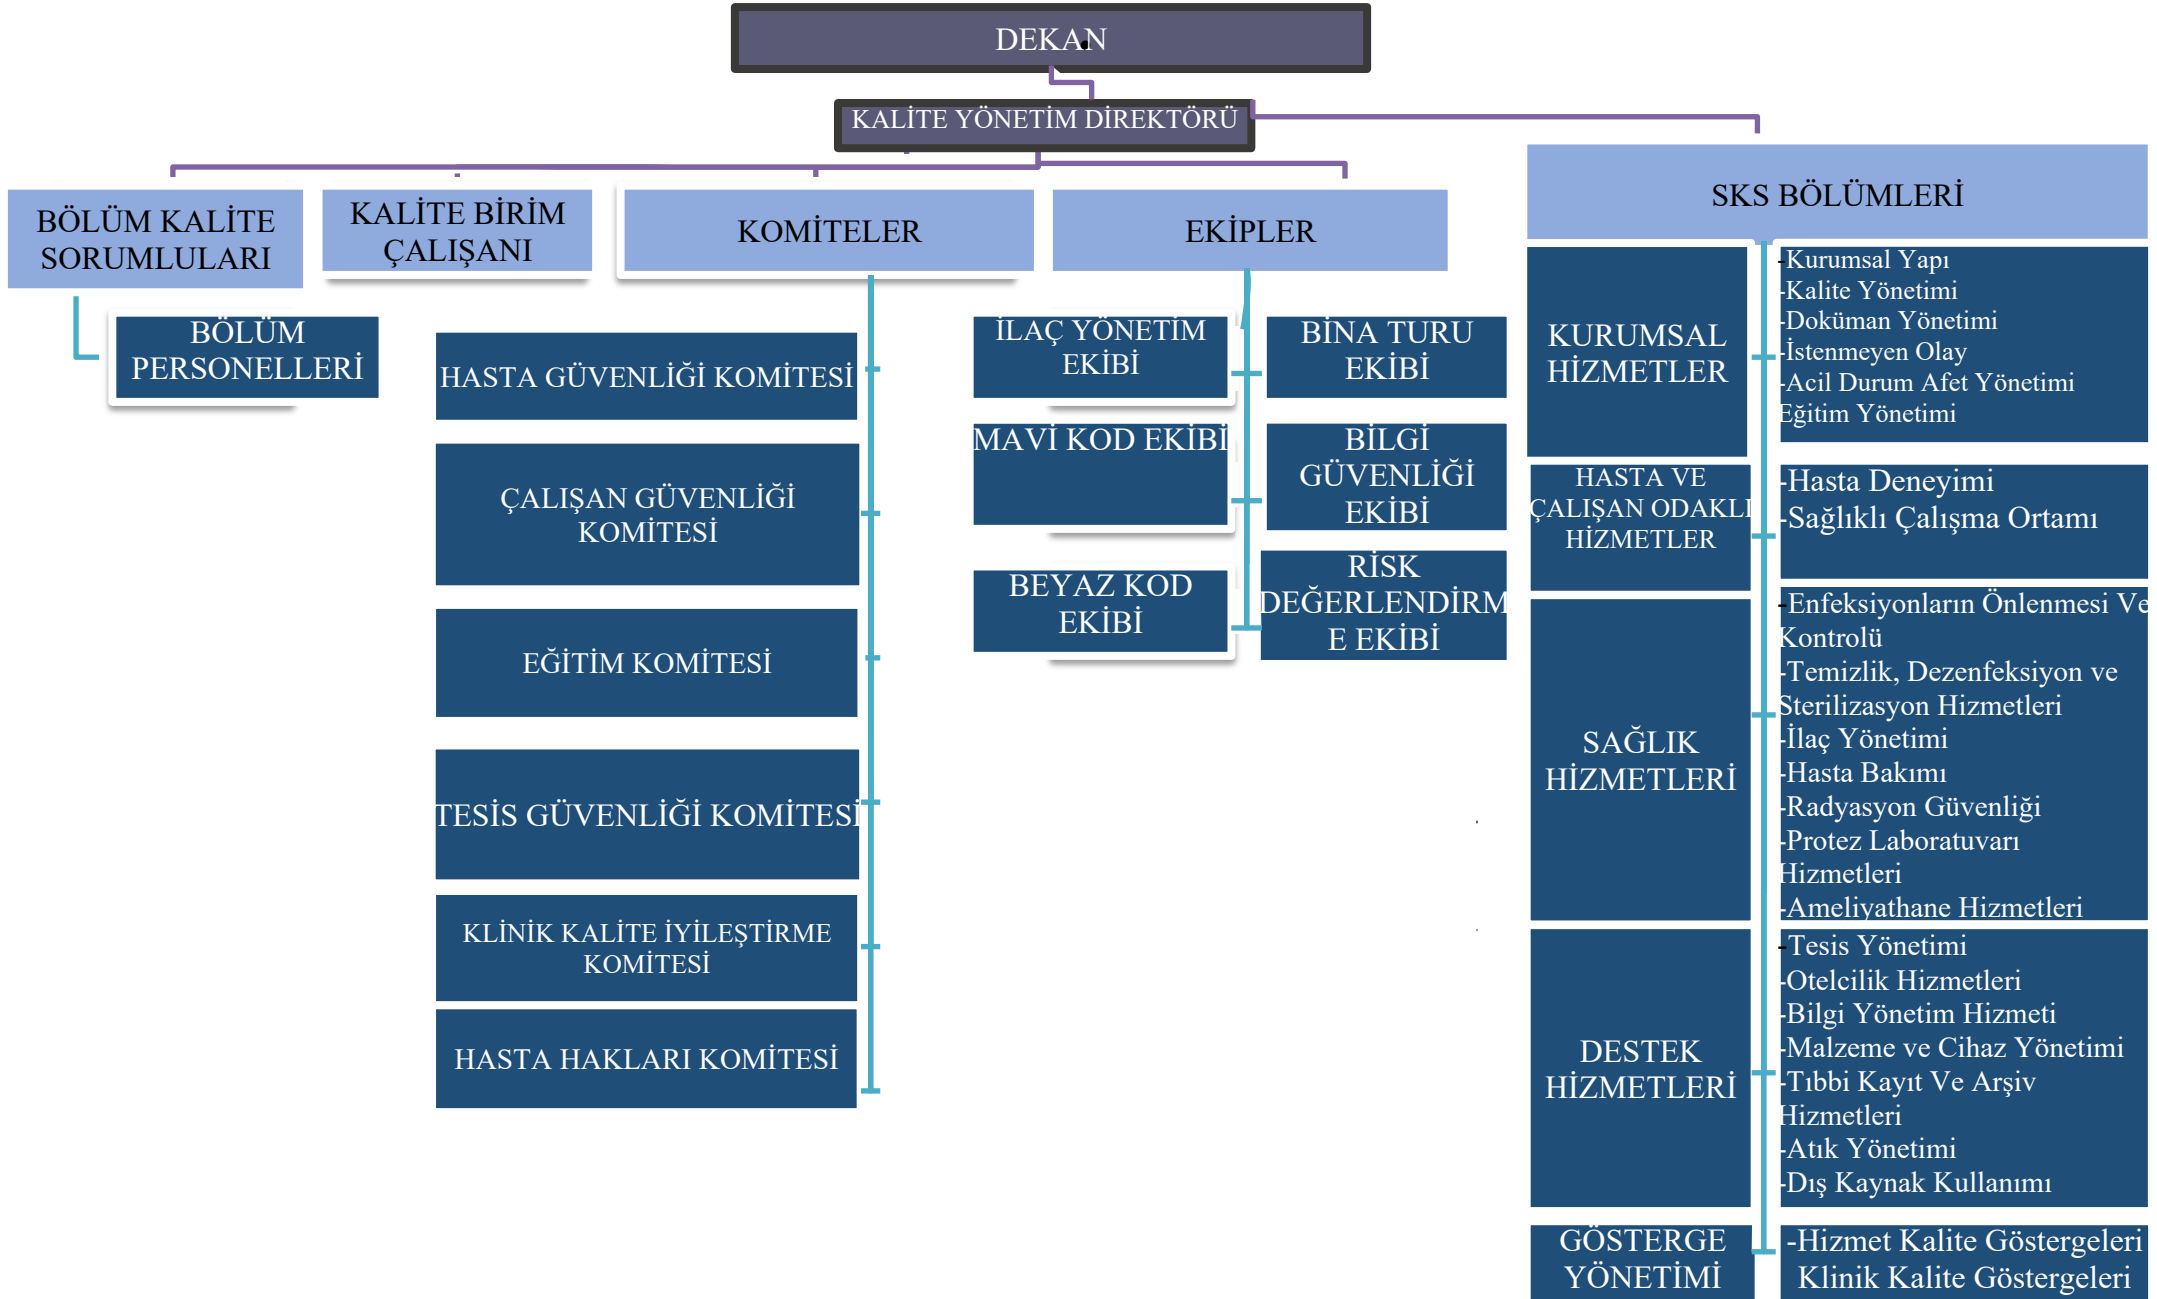 DEKAN
KALİTE YÖNETİM DİREKTÖRÜ
BÖLÜM KALİTE
SORUMLULARI
BÖLÜM
PERSONELLERİ
KALİTE BİRİM
ÇALIŞANI
KOMİTELER
HASTA GÜVENLİĞİ KOMİTESİ
ÇALIŞAN GÜVENLİĞİ
KOMİTESİ
EĞİTİM KOMİTESİ
TESİS GÜVENLİĞİ KOMİTESİ
KLİNİK KALİTE İYİLEŞTİRME
KOMİTESİ
HASTA HAKLARI KOMİTESİ
EKİPLER
İLAÇ YÖNETİM
EKİBİ
BİNA TURU
EKİBİ
MAVİ KOD EKİBİ
BİLGİ
GÜVENLİĞİ
EKİBİ
BEYAZ KOD
EKİBİ
RİSK
DEĞERLENDİRM
E EKİBİ
SKS BÖLÜMLERİ
KURUMSAL
HİZMETLER
-Kurumsal Yapı
-Kalite Yönetimi
-Doküman Yönetimi
-İstenmeyen Olay
-Acil Durum Afet Yönetimi
Eğitim Yönetimi
HASTA VE
ÇALIŞAN ODAKLI
HİZMETLER
-Hasta Deneyimi
-Sağlıklı Çalışma Ortamı
SAĞLIK
HİZMETLERİ
-Enfeksiyonların Önlenmesi Ve
Kontrolü
-Temizlik, Dezenfeksiyon ve
Sterilizasyon Hizmetleri
-İlaç Yönetimi
-Hasta Bakımı
-Radyasyon Güvenliği
-Protez Laboratuvarı
Hizmetleri
-Ameliyathane Hizmetleri
DESTEK
HİZMETLERİ
-Tesis Yönetimi
-Otelcilik Hizmetleri
-Bilgi Yönetim Hizmeti
-Malzeme ve Cihaz Yönetimi
-Tıbbi Kayıt Ve Arşiv
Hizmetleri
-Atık Yönetimi
-Dış Kaynak Kullanımı
GÖSTERGE
YÖNETİMİ
-Hizmet Kalite Göstergeleri
Klinik Kalite Göstergeleri